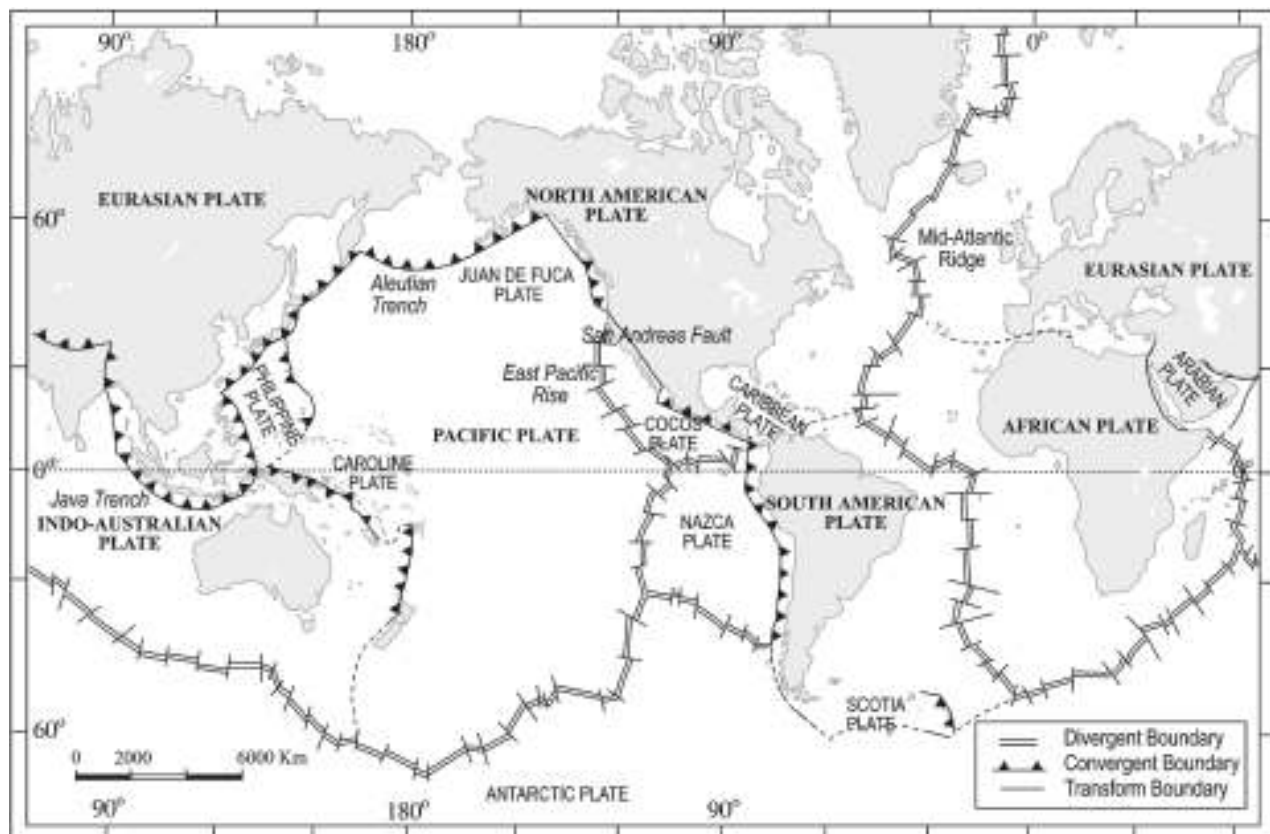 90°
180°
90°
0°
EURASIAN PLATE
NORTH AMERICAN
PLATE
60°
Mid-Atlantic
Ridge
EURASIAN PLATE
Aleutian
Trench
JUAN DE FUCA
PLATE
San Andreas Fault
East Pacific
Rise
PHILIPPINE
PLATE
CARIBBEAN
PLATE
ARABIAN
PLATE
COCOS
PLATE
PACIFIC PLATE
AFRICAN PLATE
0°
CAROLINE
PLATE
Java Trench
INDO-AUSTRALIAN
PLATE
SOUTH AMERICAN
PLATE
NAZCA
PLATE
SCOTIA
PLATE
60°
0 2000 6000 Km
ANTARCTIC PLATE
Divergent Boundary
Convergent Boundary
Transform Boundary
90°
180°
90°